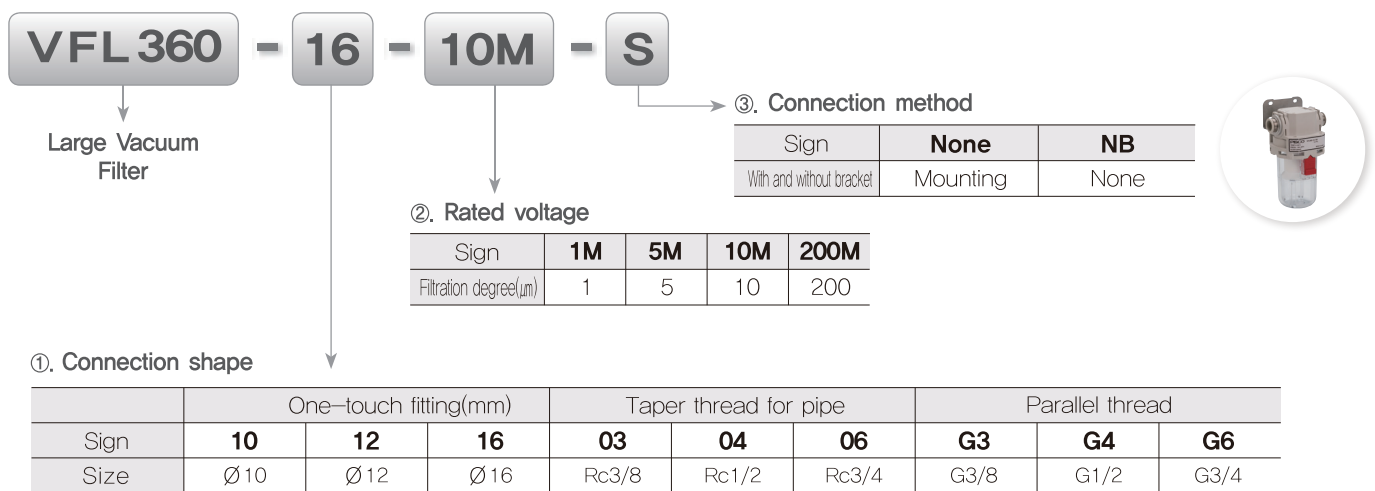 VFL360 - 16 - 10M - S
Large Vacuum
Filter
③. Connection method
Sign None NB
With and without bracket Mounting None
②. Rated voltage
Sign 1M 5M 10M 200M
Filtration degree(㎛) 1 5 10 200
①. Connection shape
One-touch fitting(mm) Taper thread for pipe Parallel thread
Sign 10 12 16 03 04 06 G3 G4 G6
Size Ø10 Ø12 Ø16 Rc3/8 Rc1/2 Rc3/4 G3/8 G1/2 G3/4